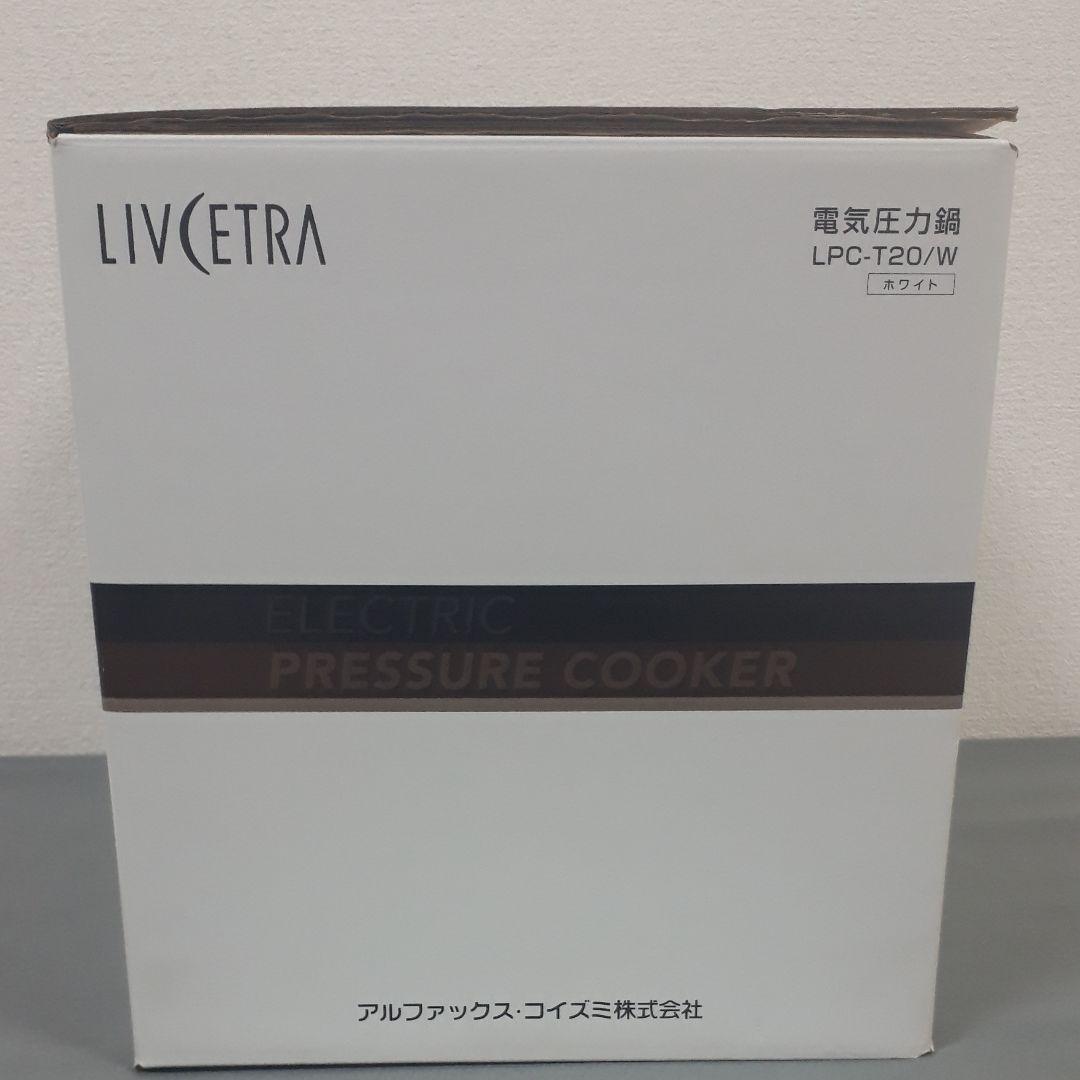 LIVCETRA
電気圧力鍋
LPC-T20/W
ホワイト
ELECTRIC
PRESSURE COOKER
アルファックス・コイズミ株式会社